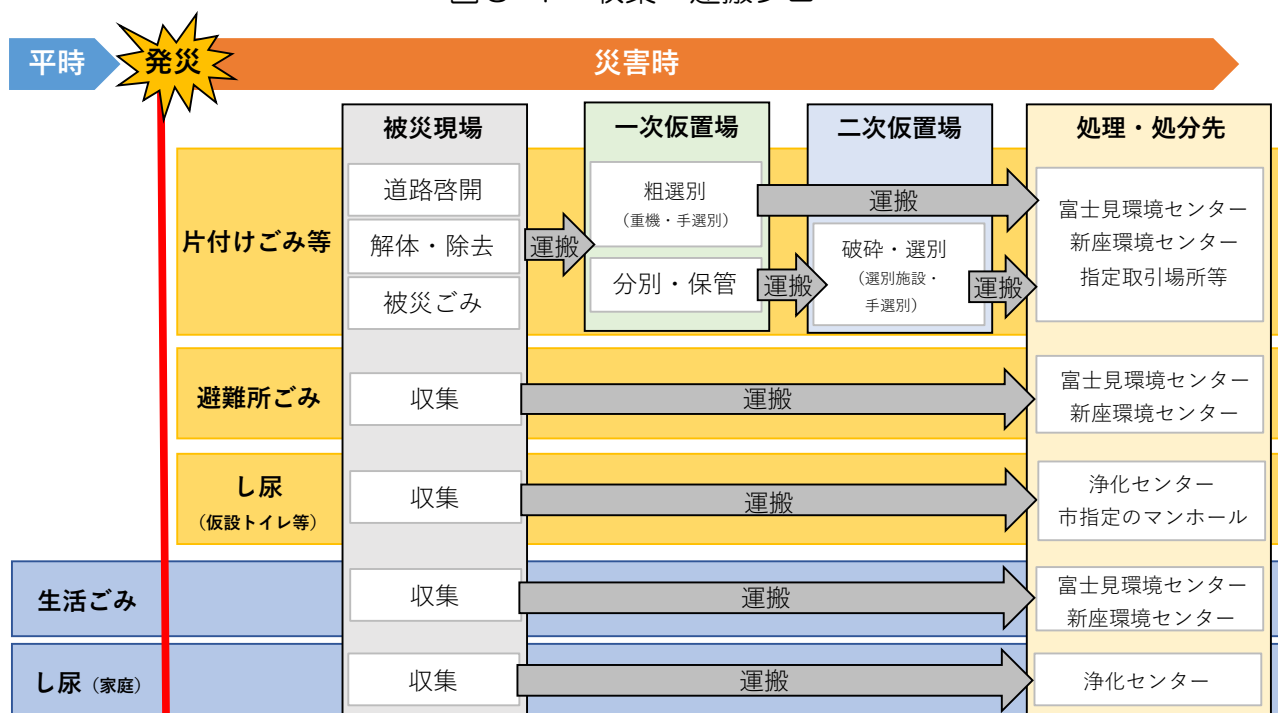 平時
発災
災害時
被災現場
一次仮置場
二次仮置場
処理・処分先
片付けごみ等
道路啓開
解体・除去
被災ごみ
運搬
粗選別
（重機・手選別）
分別・保管
運搬
運搬
破砕・選別
（選別施設・
手選別）
運搬
富士見環境センター
新座環境センター
指定取引場所等
避難所ごみ
収集
運搬
富士見環境センター
新座環境センター
し尿
（仮設トイレ等）
収集
運搬
浄化センター
市指定のマンホール
生活ごみ
収集
運搬
富士見環境センター
新座環境センター
し尿（家庭）
収集
運搬
浄化センター